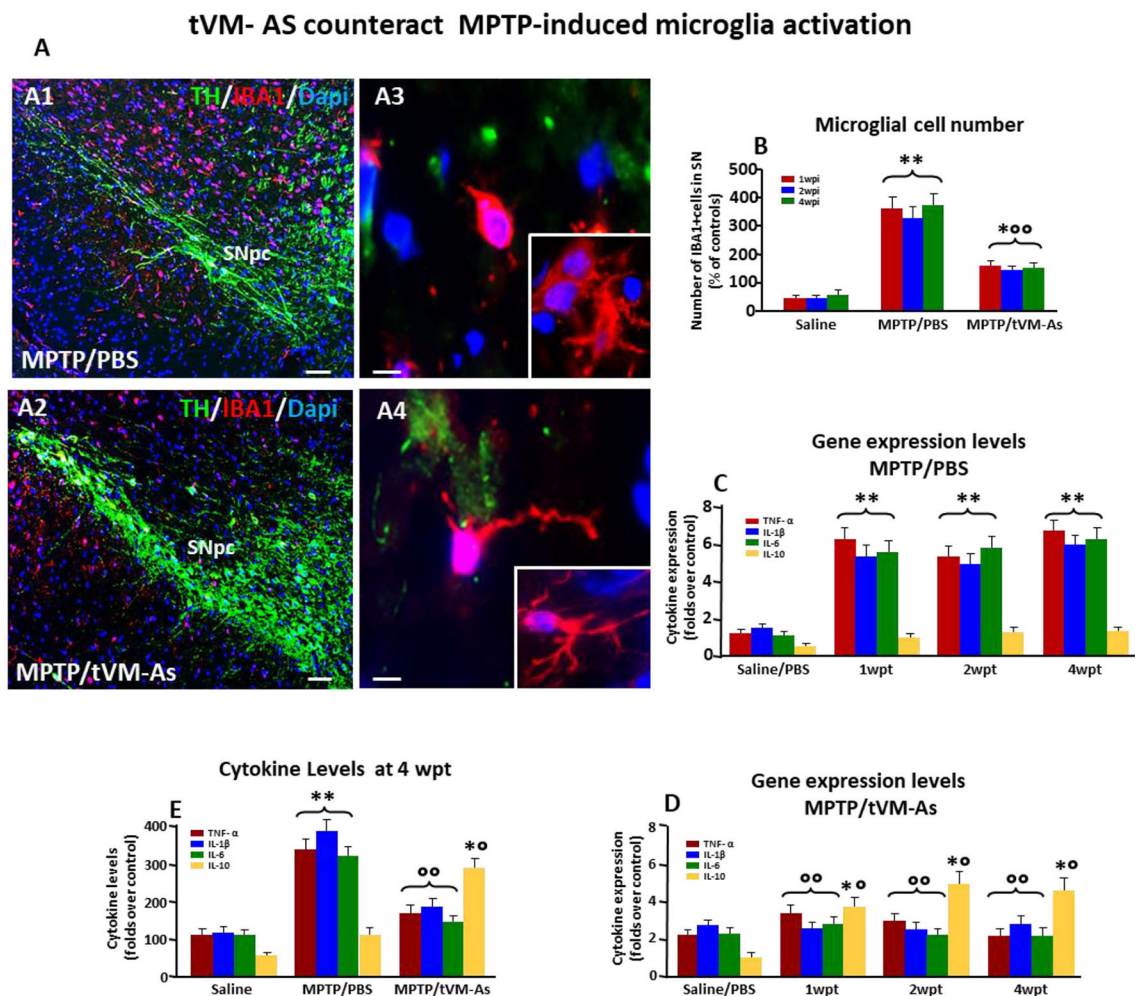 tVM- AS counteract MPTP-induced microglia activation
A
A1
TH/IBA1/Dapi
SNpc
MPTP/PBS
A3
A2
TH/IBA1/Dapi
SNpc
MPTP/tVM-As
A4
Microglial cell number
B
1wpi
2wpi
4wpi
**
*oo
Number of IBA1+cells in SN
(% of controls)
500
400
300
200
100
0
Saline
MPTP/PBS
MPTP/tVM-As
Gene expression levels
MPTP/PBS
C
TNF- α
IL-1β
IL-6
IL-10
**
**
**
Cytokine expression
(folds over control)
8
6
4
2
0
Saline/PBS
1wpt
2wpt
4wpt
Cytokine Levels at 4 wpt
E
TNF- α
IL-1β
IL-6
IL-10
**
oo
*o
Cytokine levels
(folds over control)
400
300
200
100
0
Saline
MPTP/PBS
MPTP/tVM-As
Gene expression levels
MPTP/tVM-As
D
TNF- α
IL-1β
IL-6
IL-10
oo
*o
oo
*o
oo
*o
Cytokine expression
(folds over control)
8
6
4
2
0
Saline/PBS
1wpt
2wpt
4wpt